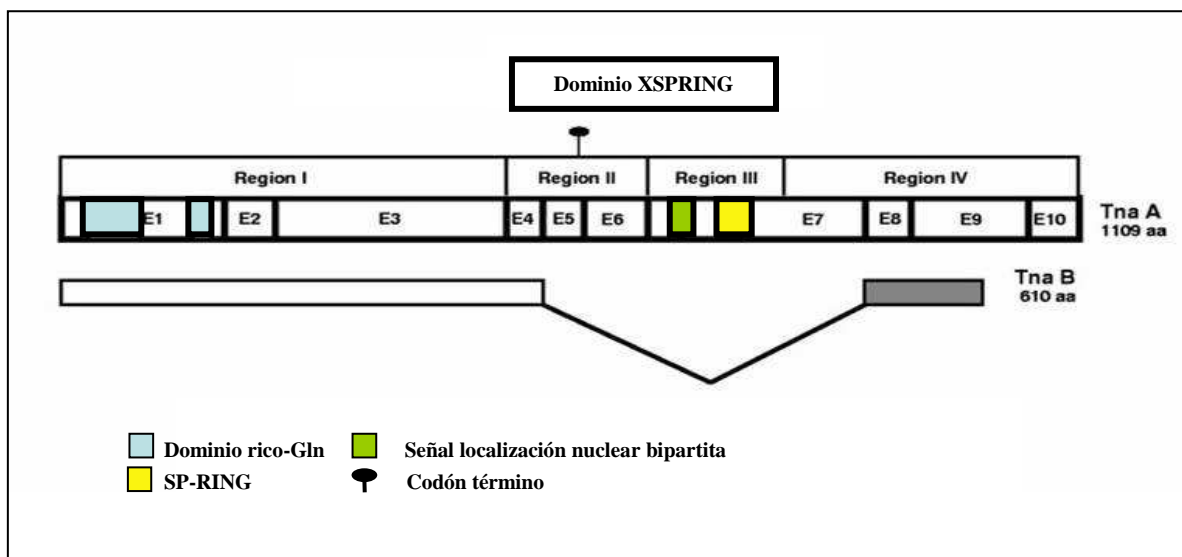 Dominio XSPRING
Region I Region II Region III Region IV
E1 E2 E3 E4 E5 E6 E7 E8 E9 E10 Tna A
1109 aa
Tna B
610 aa
Dominio rico-Gln Señal localización nuclear bipartita
SP-RING Codón término